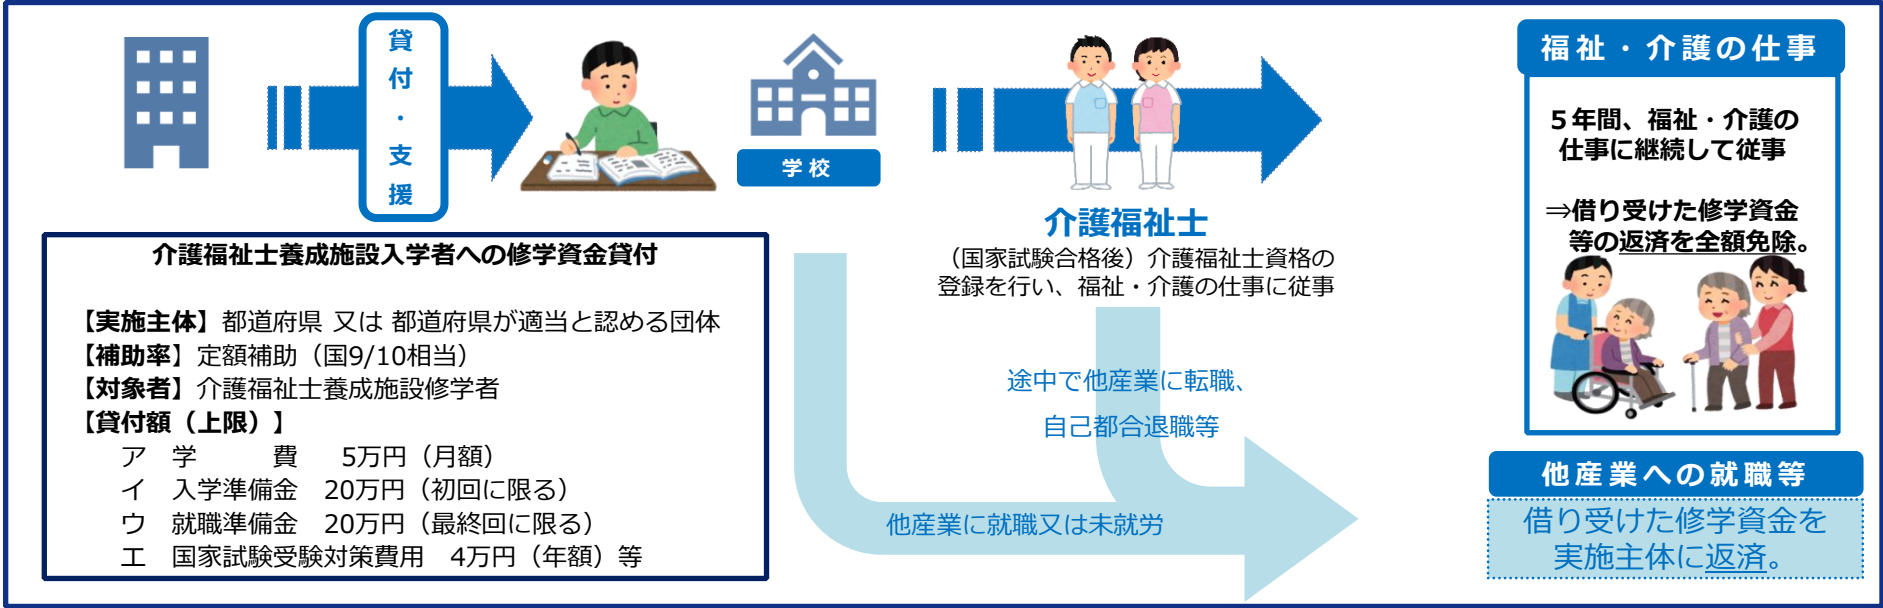 貸付・支援
学校
介護福祉士養成施設入学者への修学資金貸付
【実施主体】都道府県 又は 都道府県が適当と認める団体
【補助率】定額補助（国9/10相当）
【対象者】介護福祉士養成施設修学者
【貸付額（上限）】
ア　学　　　費　 5万円（月額）
イ　入学準備金　20万円（初回に限る）
ウ　就職準備金　20万円（最終回に限る）
エ　国家試験受験対策費用　4万円（年額）等
介護福祉士
（国家試験合格後）介護福祉士資格の
登録を行い、福祉・介護の仕事に従事
途中で他産業に転職、
自己都合退職等
他産業に就職又は未就労
福祉・介護の仕事
５年間、福祉・介護の
仕事に継続して従事
⇒借り受けた修学資金
等の返済を全額免除。
他産業への就職等
借り受けた修学資金を
実施主体に返済。